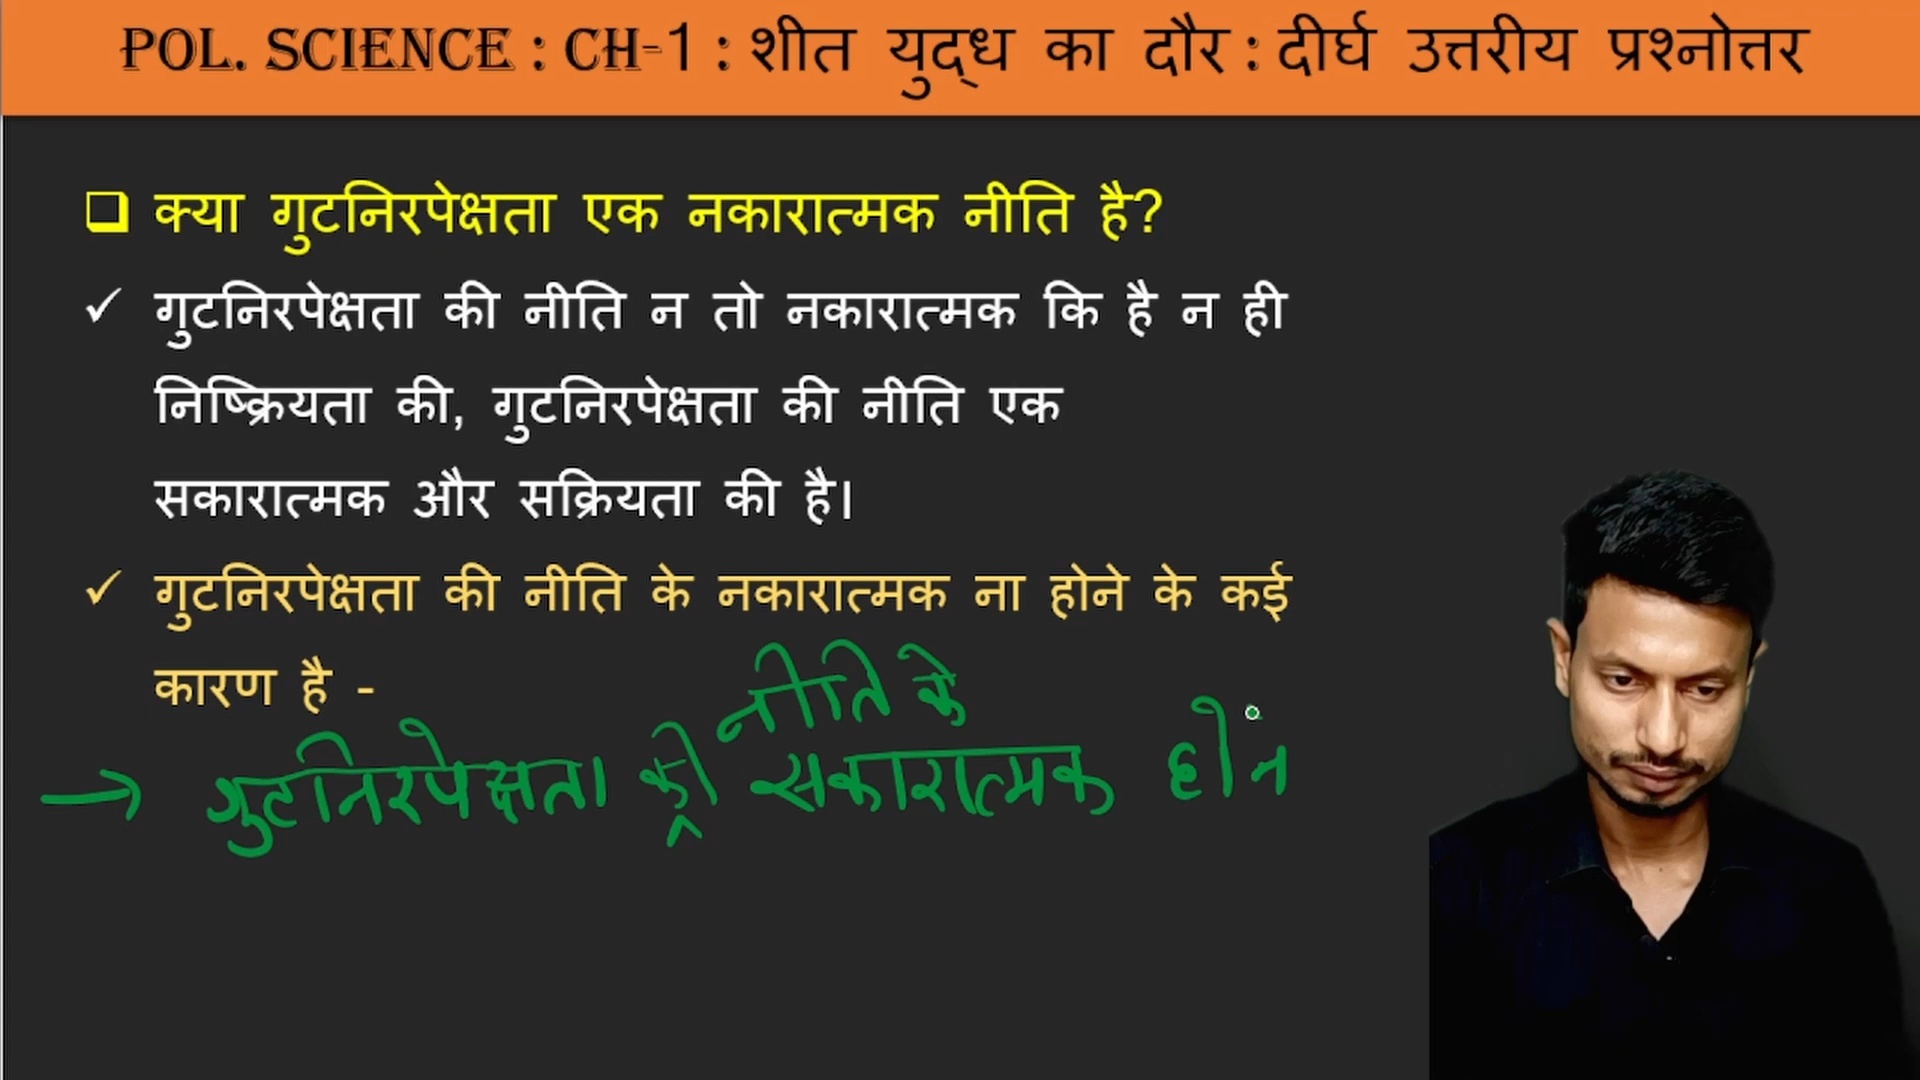 POL. SCIENCE : CH-1 : शीत युद्ध का दौर : दीर्घ उत्तरीय प्रश्नोत्तर
क्या गुटनिरपेक्षता एक नकारात्मक नीति है?
गुटनिरपेक्षता की नीति न तो नकारात्मक कि है न ही
निष्क्रियता की, गुटनिरपेक्षता की नीति एक
सकारात्मक और सक्रियता की है।
गुटनिरपेक्षता की नीति के नकारात्मक ना होने के कई
कारण है -
नीति के
→ गुटनिरपेक्षता की सकारात्मक होन